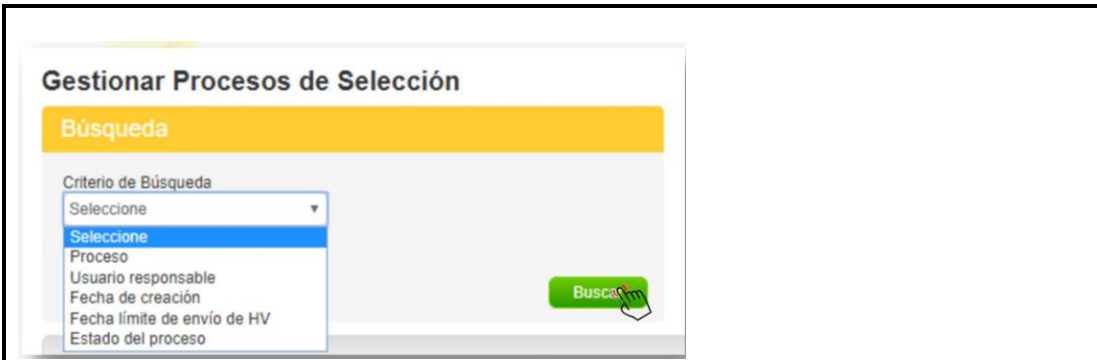 Gestionar Procesos de Selección
Búsqueda
Criterio de Búsqueda
Seleccione
Seleccione
Proceso
Usuario responsable
Fecha de creación
Fecha límite de envío de HV
Estado del proceso
Buscar